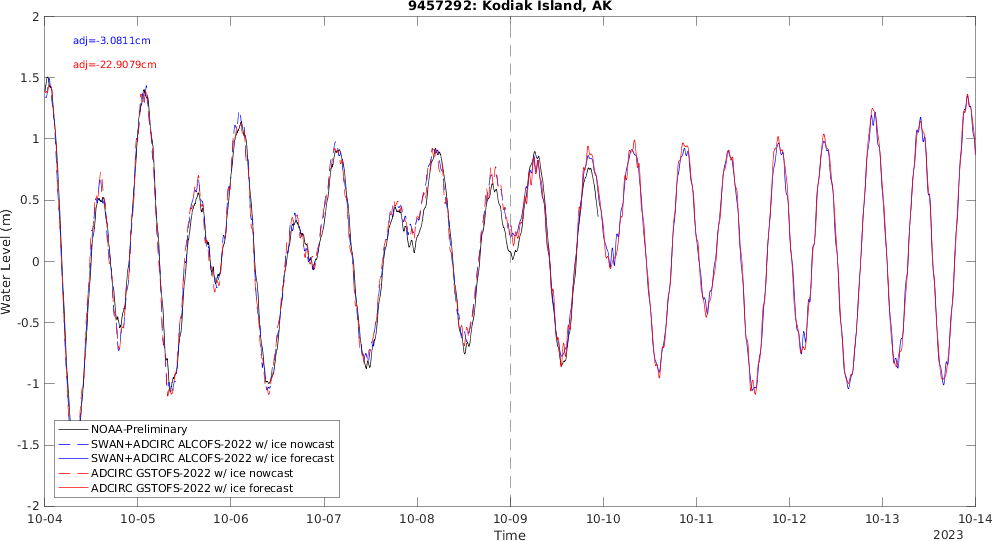 9457292: Kodiak Island, AK
adj=-3.0811cm
adj=-22.9079cm
2
1.5
1
0.5
0
-0.5
-1
-1.5
-2
Water Level (m)
NOAA-Preliminary
SWAN+ADCIRC ALCOFS-2022 w/ ice nowcast
SWAN+ADCIRC ALCOFS-2022 w/ ice forecast
ADCIRC GSTOFS-2022 w/ ice nowcast
ADCIRC GSTOFS-2022 w/ ice forecast
10-04 10-05 10-06 10-07 10-08 10-09 10-10 10-11 10-12 10-13 10-14
Time
2023